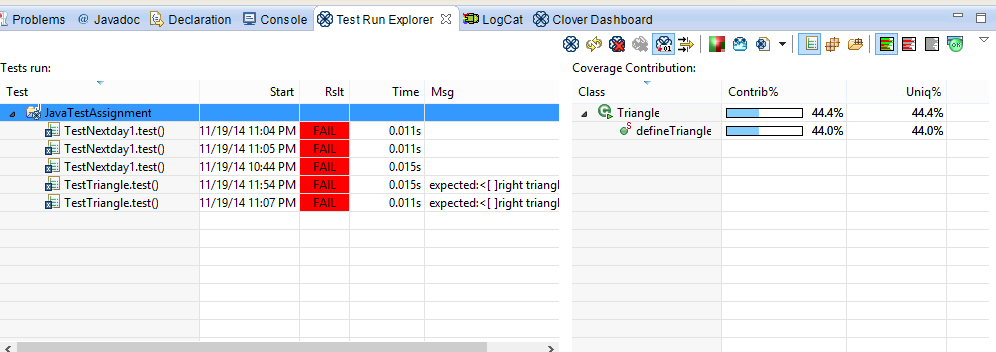 Problems @ Javadoc Declaration Console Test Run Explorer LogCat Clover Dashboard
Tests run:
Test Start Rslt Time Msg
JavaTestAssignment
TestNextday1.test() 11/19/14 11:04 PM FAIL 0.011s
TestNextday1.test() 11/19/14 11:05 PM FAIL 0.011s
TestNextday1.test() 11/19/14 10:44 PM FAIL 0.015s
TestTriangle.test() 11/19/14 11:54 PM FAIL 0.015s expected:<[ ]right triangl
TestTriangle.test() 11/19/14 11:07 PM FAIL 0.011s expected:<[ ]right triangl
Coverage Contribution:
Class Contrib% Uniq%
Triangle 44.4% 44.4%
defineTriangle 44.0% 44.0%